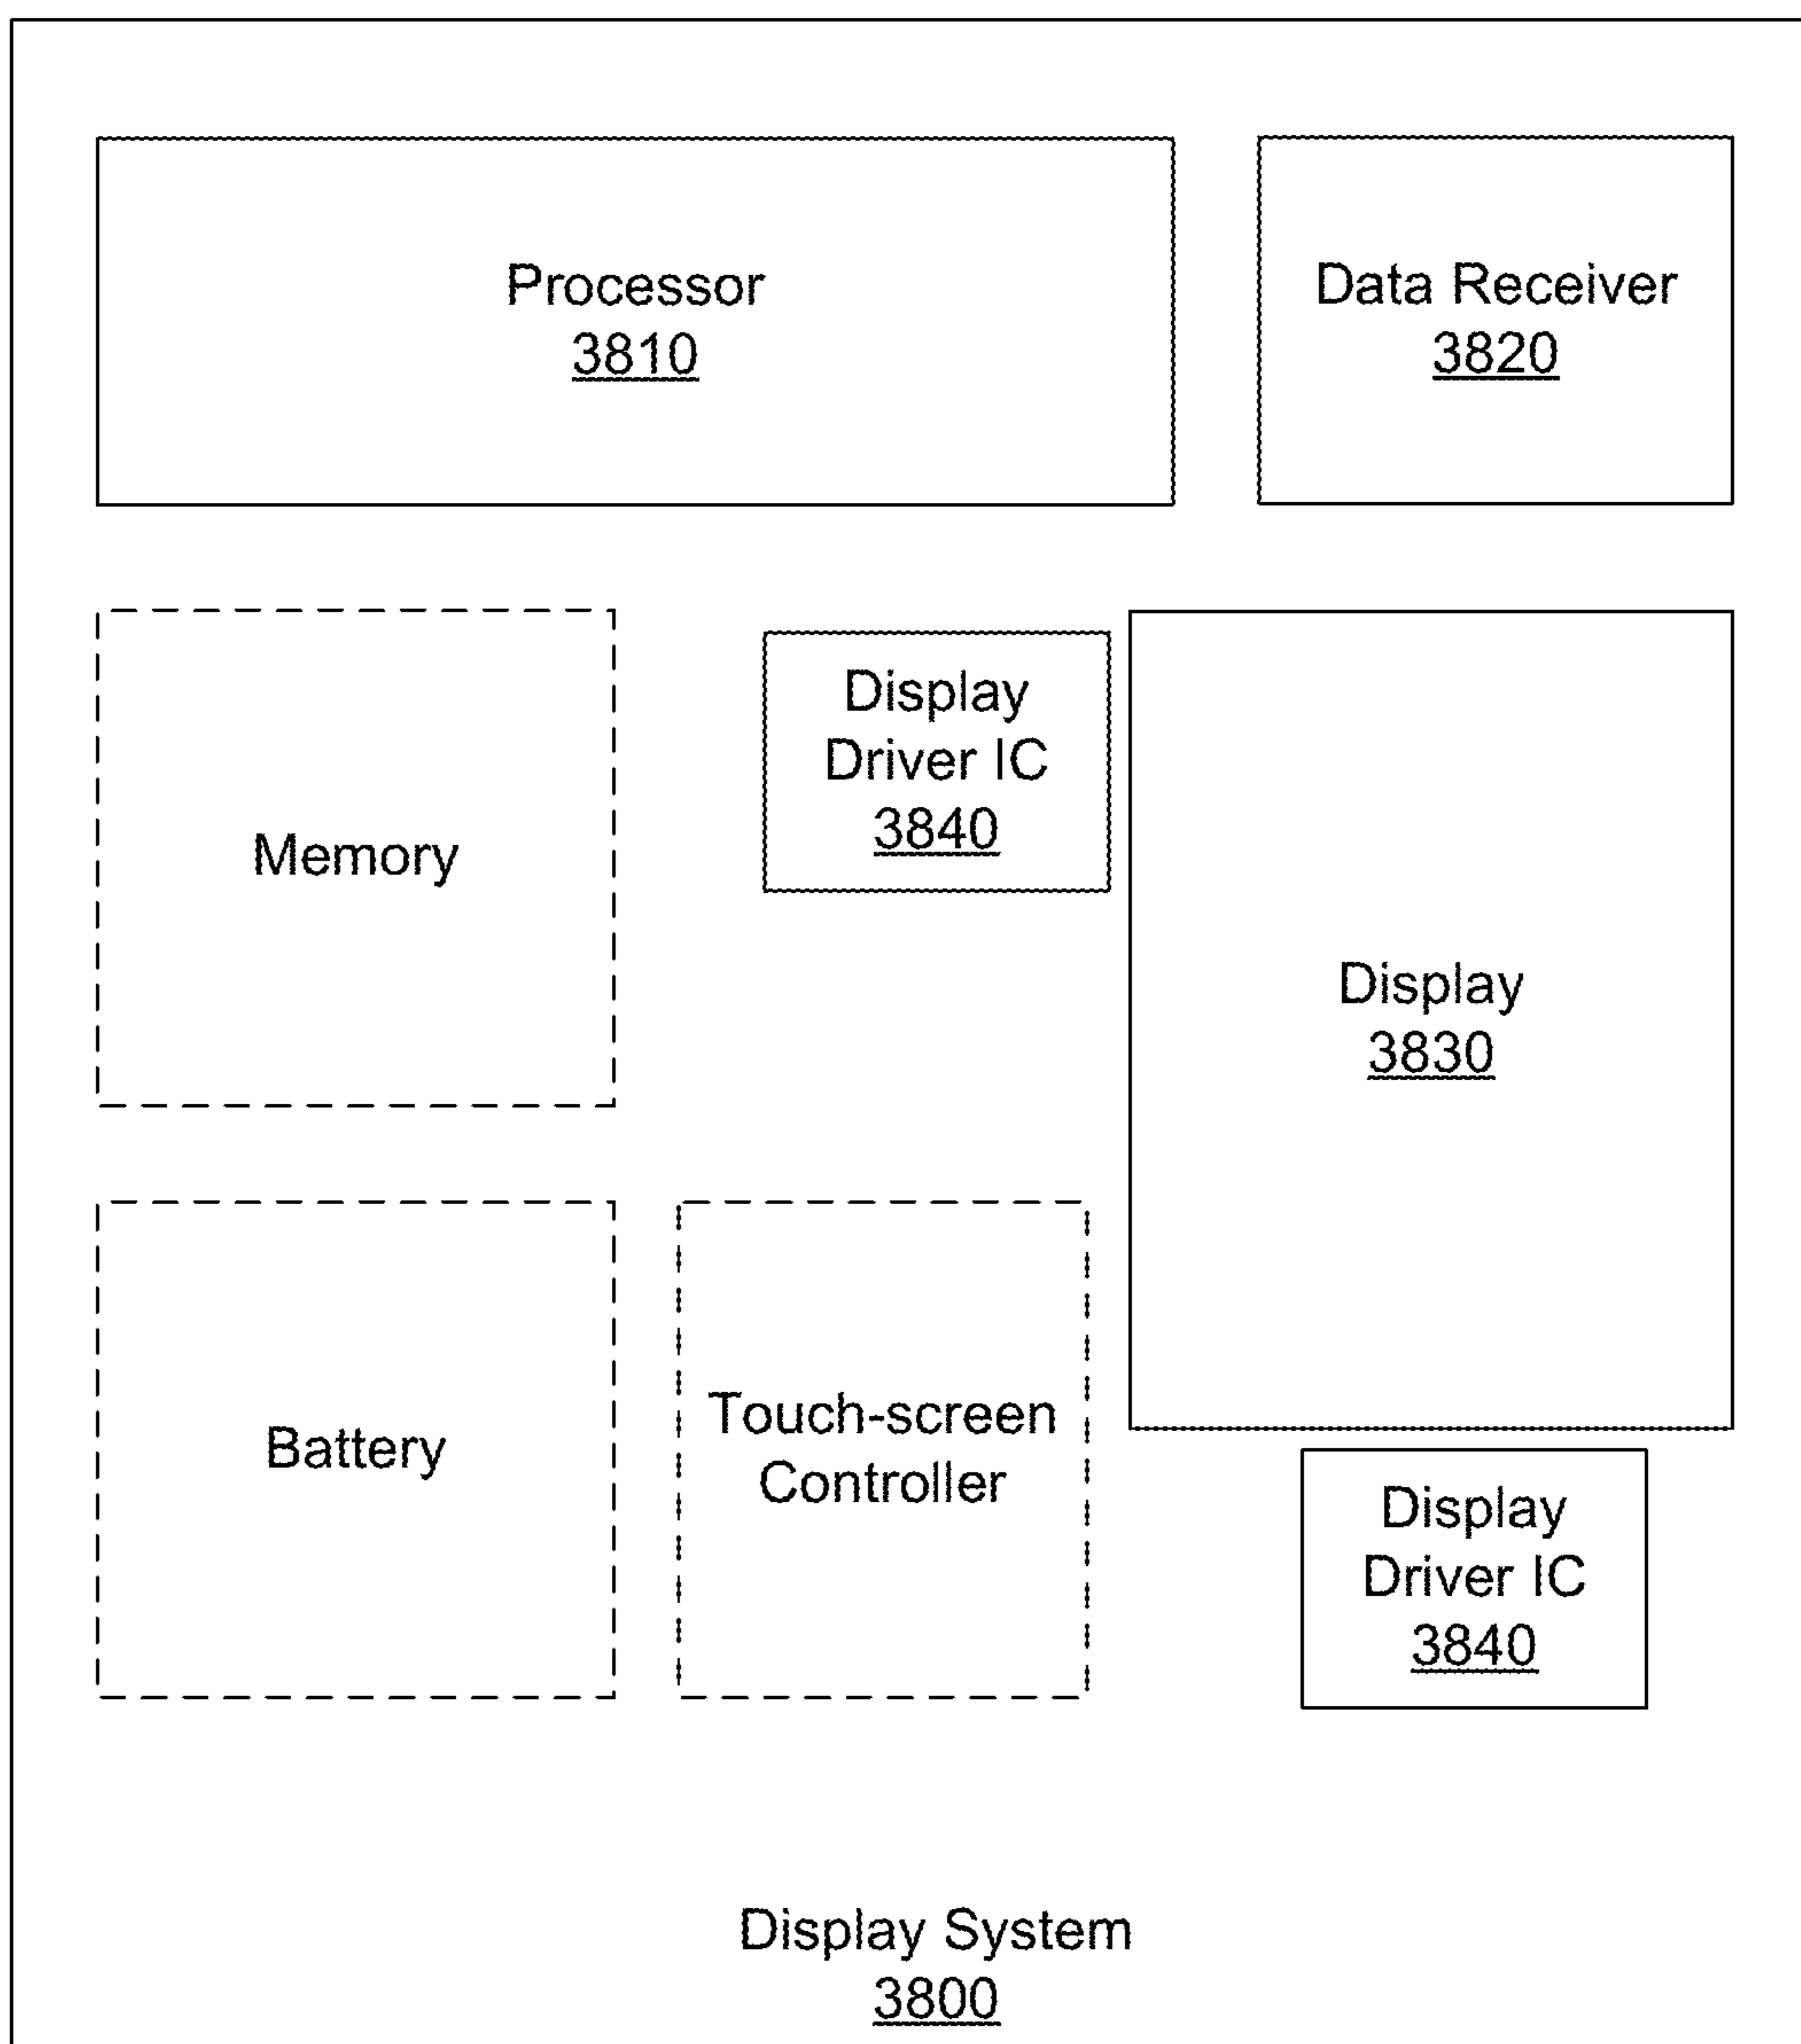 Processor
3810
Data Receiver
3820
Memory
Display
Driver IC
3840
Display
3830
Battery
Touch-screen
Controller
Display
Driver IC
3840
Display System
3800